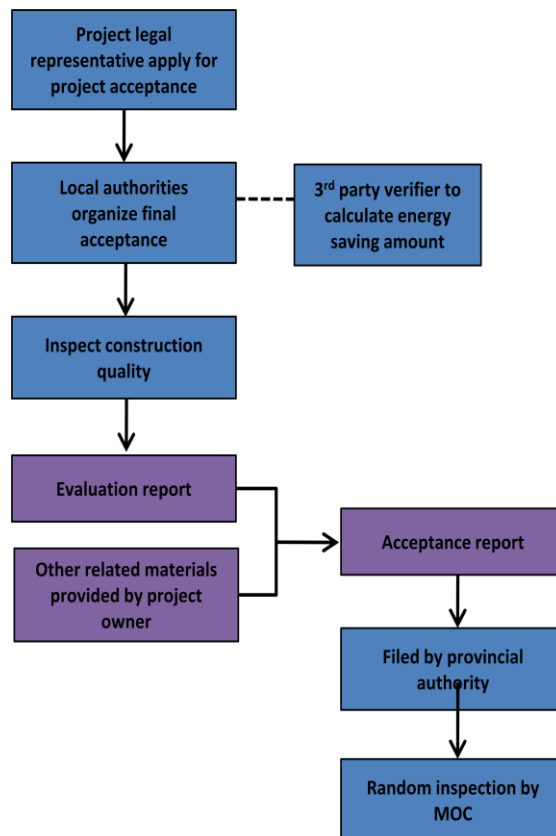 Project legal
representative apply for
project acceptance
Local authorities
organize final
acceptance
3rd party verifier to
calculate energy
saving amount
Inspect construction
quality
Evaluation report
Other related materials
provided by project
owner
Acceptance report
Filed by provincial
authority
Random inspection by
MOC